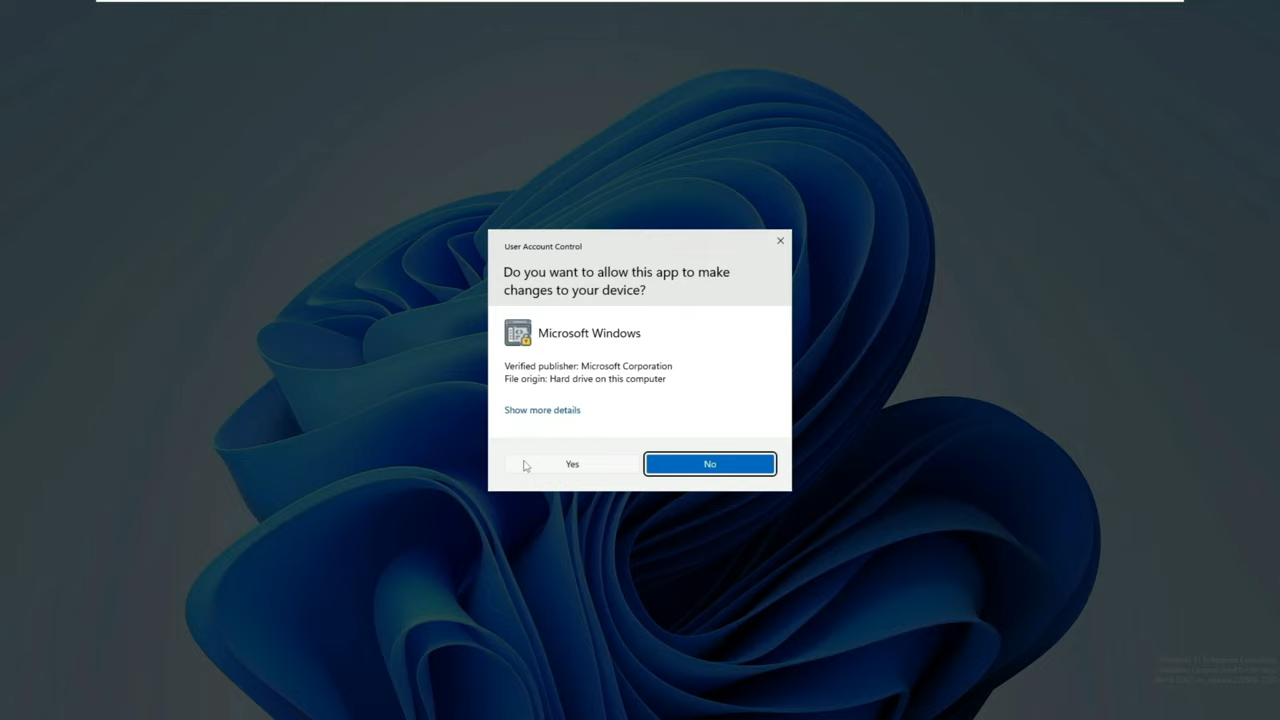 User Account Control
Do you want to allow this app to make
changes to your device?
Microsoft Windows
Verified publisher: Microsoft Corporation
File origin: Hard drive on this computer
Show more details
Yes
No